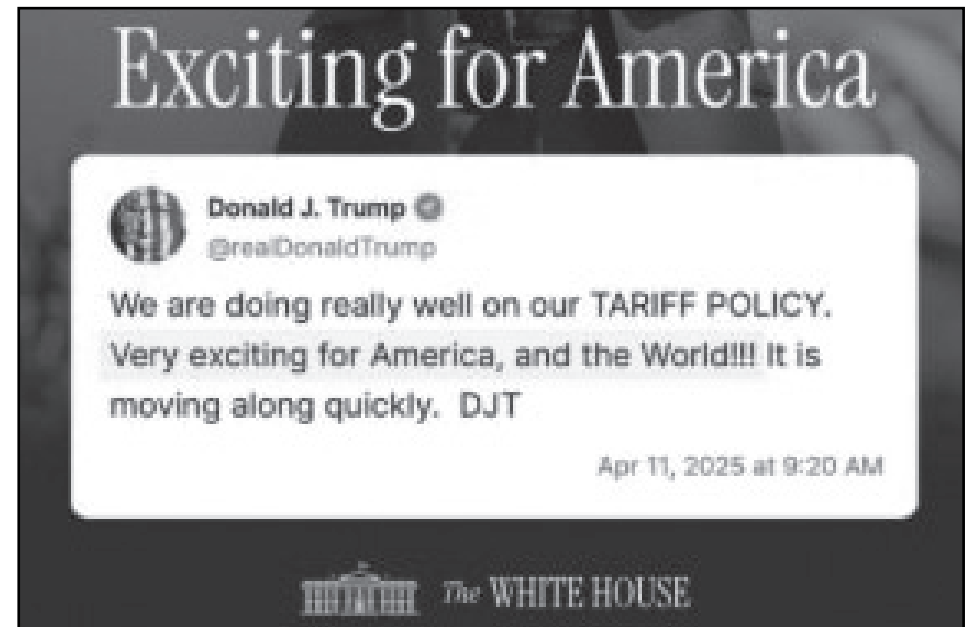 Exciting for America
Donald J. Trump
@realDonaldTrump
We are doing really well on our TARIFF POLICY.
Very exciting for America, and the World!!! It is
moving along quickly.  DJT
Apr 11, 2025 at 9:20 AM
The WHITE HOUSE